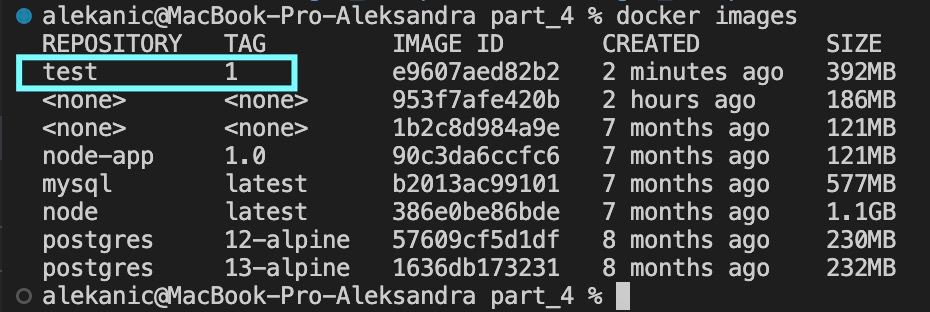 alekanic@MacBook-Pro-Aleksandra part_4 % docker images
REPOSITORY TAG IMAGE ID CREATED SIZE
test 1 e9607aed82b2 2 minutes ago 392MB
<none> <none> 953f7afe420b 2 hours ago 186MB
<none> <none> 1b2c8d984a9e 7 months ago 121MB
node-app 1.0 90c3da6ccfc6 7 months ago 121MB
mysql latest b2013ac99101 7 months ago 577MB
node latest 386e0be86bde 7 months ago 1.1GB
postgres 12-alpine 57609cf5d1df 8 months ago 230MB
postgres 13-alpine 1636db173231 8 months ago 232MB
alekanic@MacBook-Pro-Aleksandra part_4 %